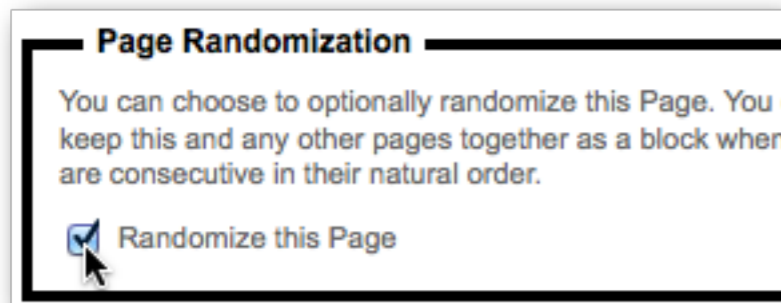 Page Randomization
You can choose to optionally randomize this Page. You
keep this and any other pages together as a block when
are consecutive in their natural order.
Randomize this Page